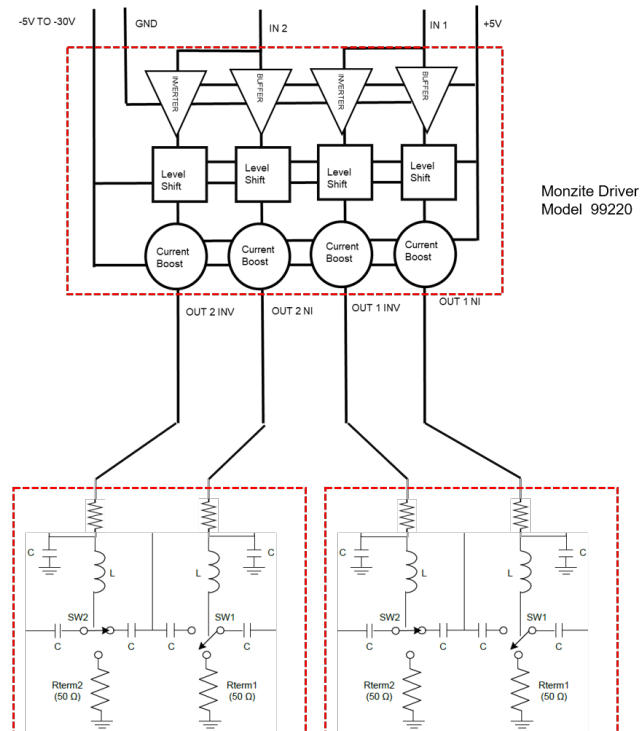 -5V TO -30V
GND
IN 2
IN 1
+5V
INVERTER
BUFFER
INVERTER
BUFFER
Level
Shift
Level
Shift
Level
Shift
Level
Shift
Monzite Driver
Model 99220
Current
Boost
Current
Boost
Current
Boost
Current
Boost
OUT 2 INV
OUT 2 NI
OUT 1 INV
OUT 1 NI
C
C
C
C
L
L
L
L
SW2
SW1
SW2
SW1
C
C
C
C
C
C
C
C
Rterm2
(50 Ω)
Rterm1
(50 Ω)
Rterm2
(50 Ω)
Rterm1
(50 Ω)